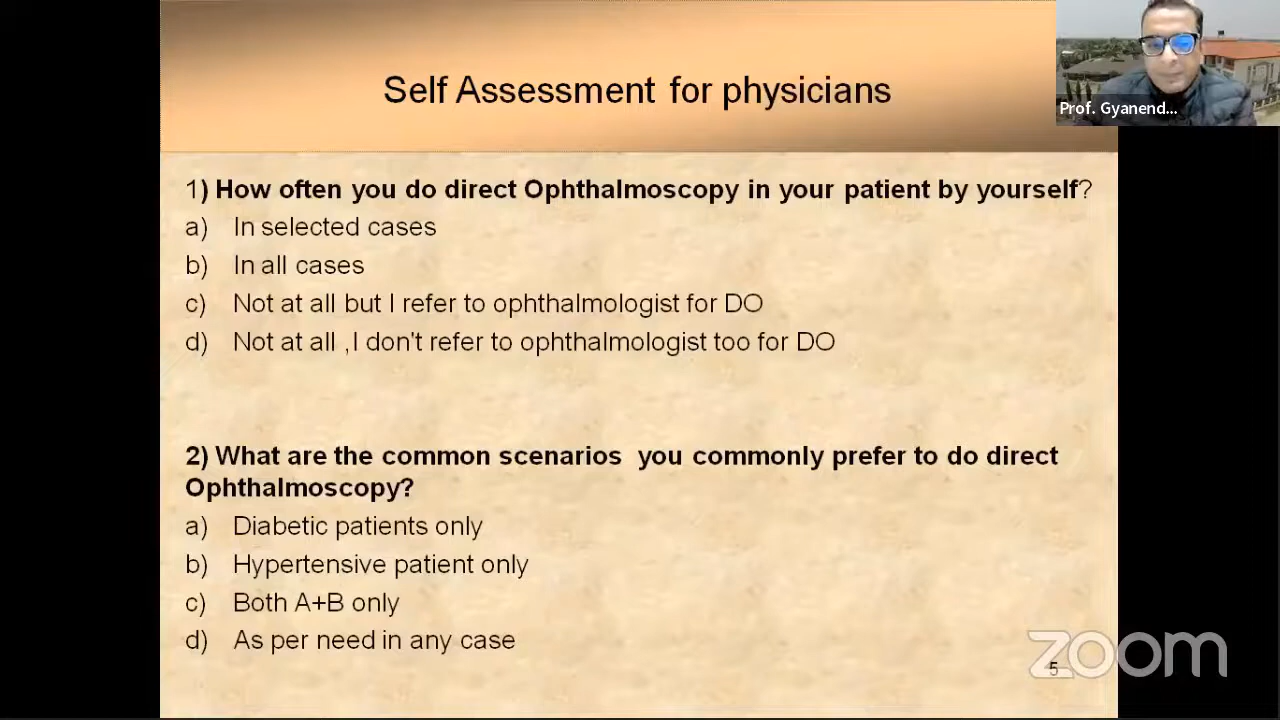 Self Assessment for physicians
Prof. Gyanend...
1) How often you do direct Ophthalmoscopy in your patient by yourself?
a) In selected cases
b) In all cases
c) Not at all but I refer to ophthalmologist for DO
d) Not at all ,I don't refer to ophthalmologist too for DO
2) What are the common scenarios you commonly prefer to do direct
Ophthalmoscopy?
a) Diabetic patients only
b) Hypertensive patient only
c) Both A+B only
d) As per need in any case
zoom
5